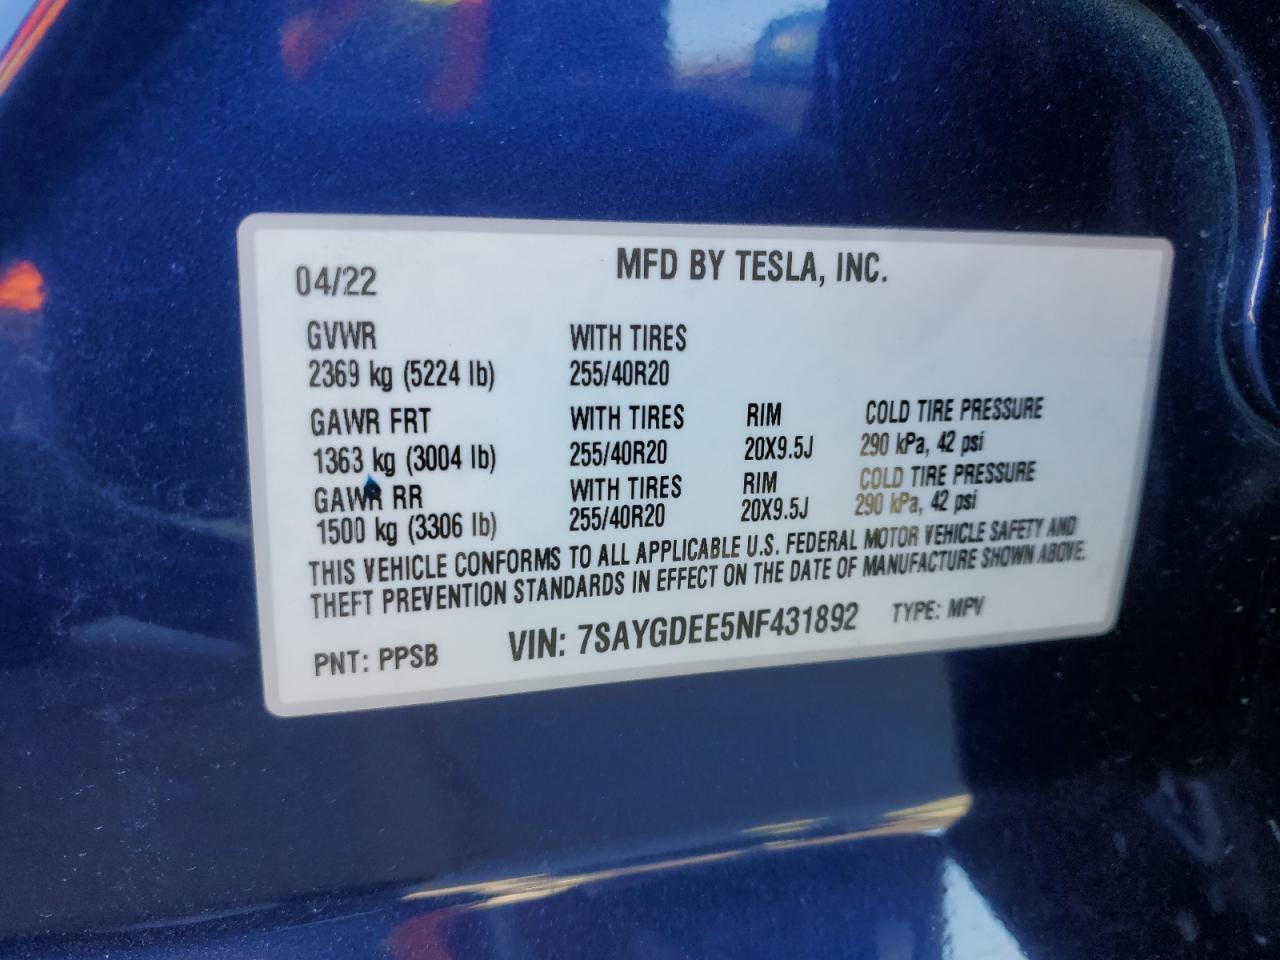 04/22 MFD BY TESLA, INC.
GVWR WITH TIRES
2369 kg (5224 lb) 255/40R20
GAWR FRT WITH TIRES RIM COLD TIRE PRESSURE
1363 kg (3004 lb) 255/40R20 20X9.5J 290 kPa, 42 psi
GAWR RR WITH TIRES RIM COLD TIRE PRESSURE
1500 kg (3306 lb) 255/40R20 20X9.5J 290 kPa, 42 psi
THIS VEHICLE CONFORMS TO ALL APPLICABLE U.S. FEDERAL MOTOR VEHICLE SAFETY AND
THEFT PREVENTION STANDARDS IN EFFECT ON THE DATE OF MANUFACTURE SHOWN ABOVE.
PNT: PPSB VIN: 7SAYGDEE5NF431892 TYPE: MPV